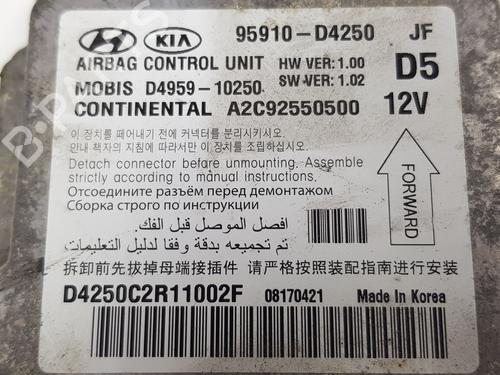 HYUNDAI KIA 95910-D4250 JF
AIRBAG CONTROL UNIT HW VER: 1.00 D5
MOBIS D4959-10250 SW-VER: 1.02
CONTINENTAL A2C92550500 12V
이 장치를 떼어내기 전에 커넥터를 분리시키시오.
안내 책자의 지시에 따라서만 이 장치를 조립하십시오.
Detach connector before unmounting. Assemble
strictly according to manual instructions.
Отсоедините разъём перед демонтажом
Сборка строго по инструкции
افصل الموصل قبل الفك.
تم تجميعه بدقة وفقا لدليل التعليمات
拆卸前先拔掉母端接插件 请严格按照装配指南进行安装
FORWARD
D4250C2R11002F 08170421 Made in Korea
B-PARTS